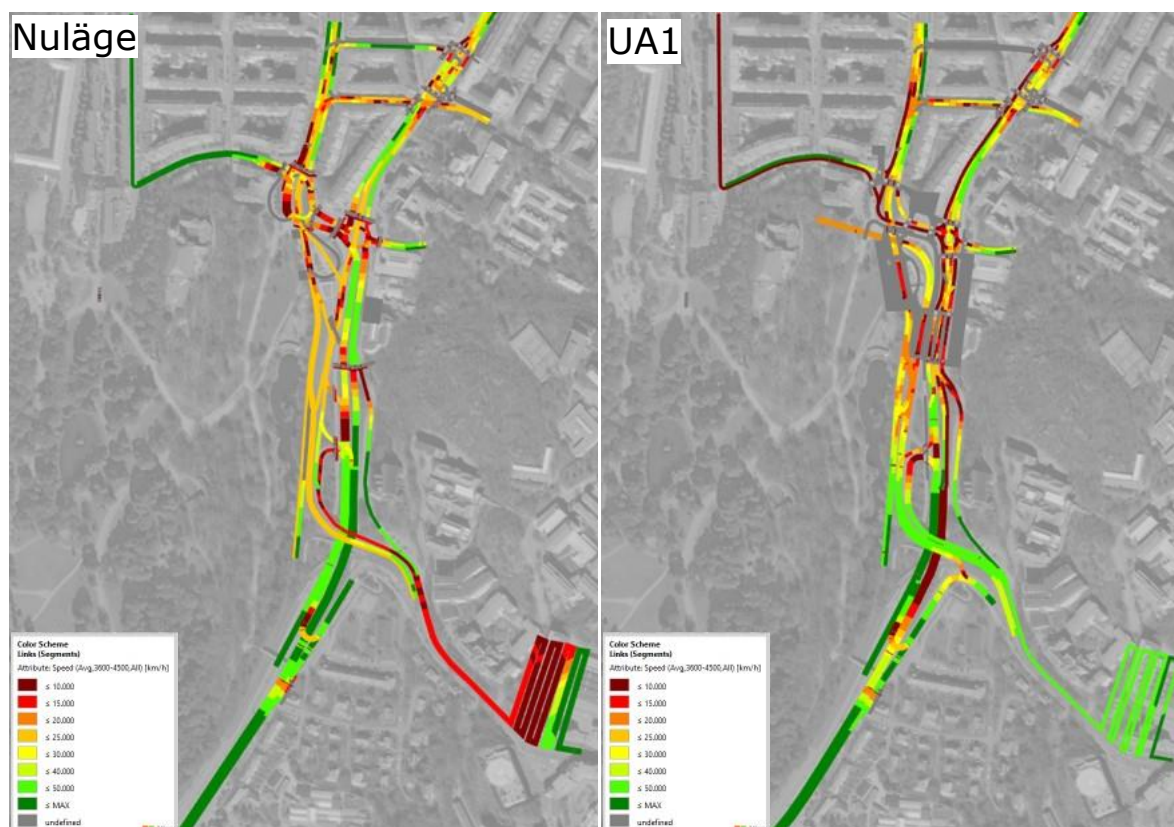 Nuläge
UA1
Color Scheme
Links (Segments)
Attribute: Speed (Avg,3600-4500,All) [km/h]
≤ 10.000
≤ 15.000
≤ 20.000
≤ 25.000
≤ 30.000
≤ 40.000
≤ 50.000
≤ MAX
undefined
Color Scheme
Links (Segments)
Attribute: Speed (Avg,3600-4500,All) [km/h]
≤ 10.000
≤ 15.000
≤ 20.000
≤ 25.000
≤ 30.000
≤ 40.000
≤ 50.000
≤ MAX
undefined